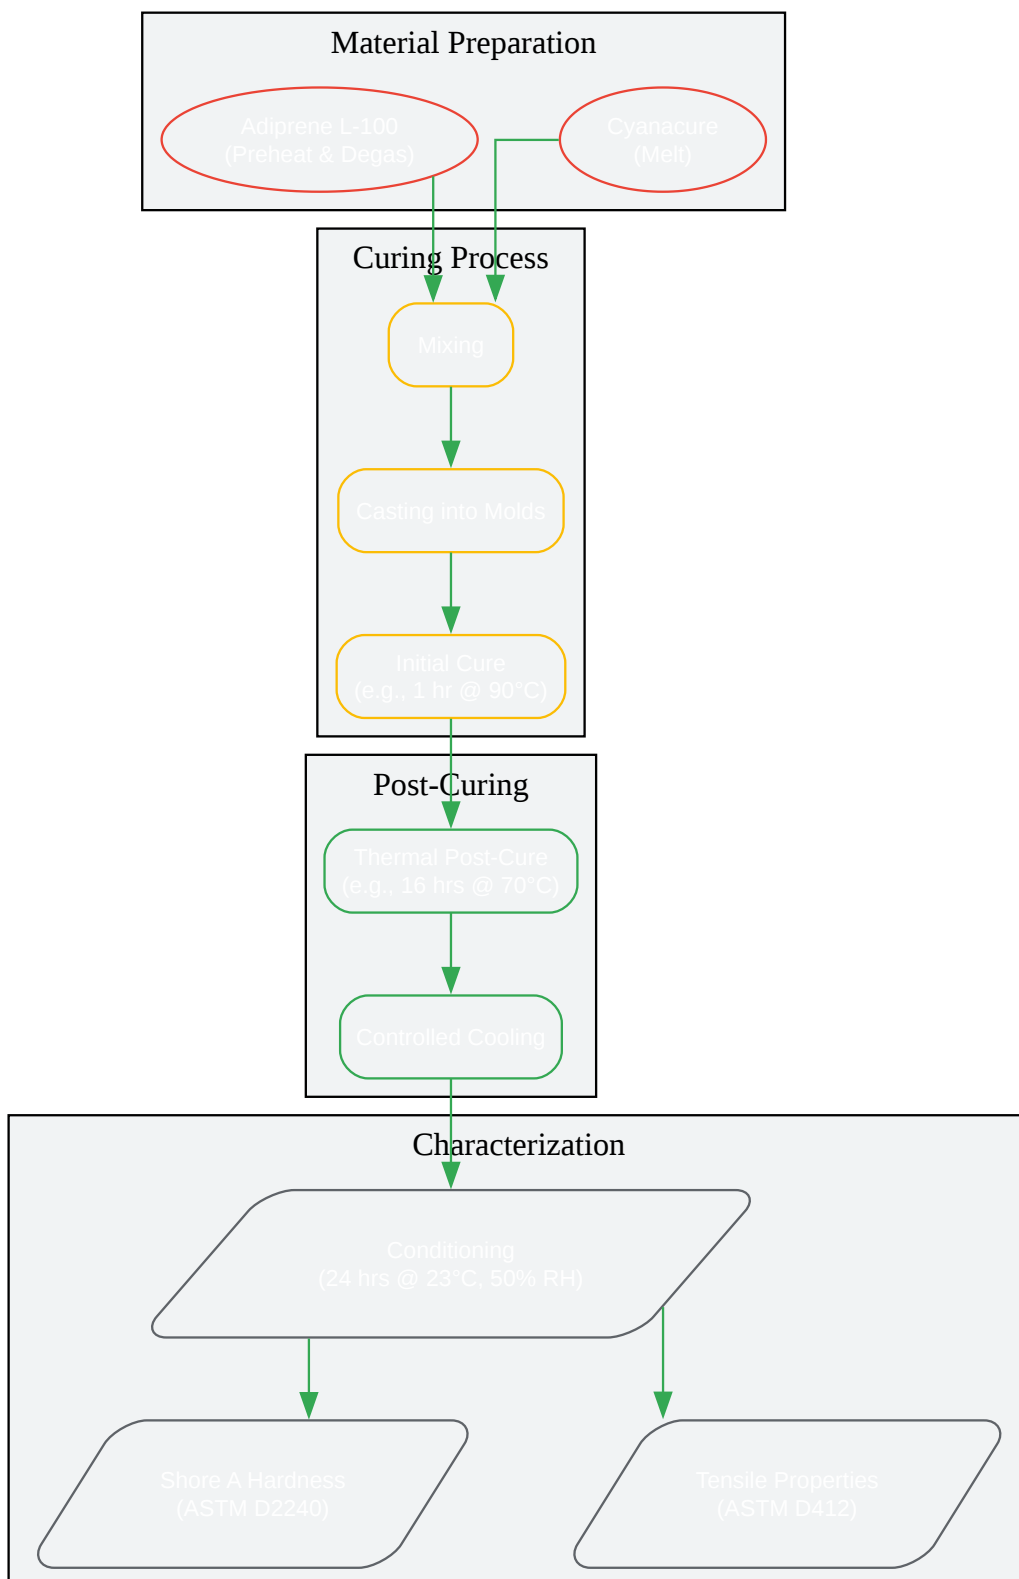 Material Preparation
Adiprene L-100
(Preheat & Degas)
Cyanacure
(Melt)
Curing Process
Mixing
Casting into Molds
Initial Cure
(e.g., 1 hr @ 90°C)
Post-Curing
Thermal Post-Cure
(e.g., 16 hrs @ 70°C)
Controlled Cooling
Characterization
Conditioning
(24 hrs @ 23°C, 50% RH)
Shore A Hardness
(ASTM D2240)
Tensile Properties
(ASTM D412)